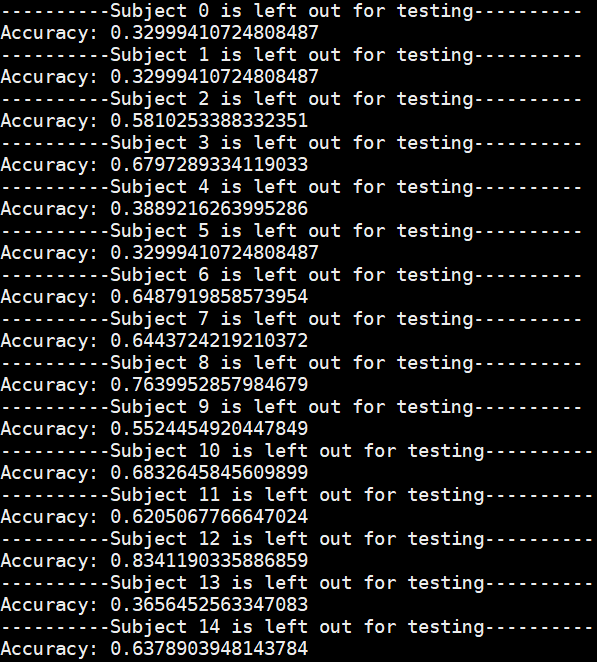 ----------Subject 0 is left out for testing----------
Accuracy: 0.32999410724808487
----------Subject 1 is left out for testing----------
Accuracy: 0.32999410724808487
----------Subject 2 is left out for testing----------
Accuracy: 0.5810253388332351
----------Subject 3 is left out for testing----------
Accuracy: 0.6797289334119033
----------Subject 4 is left out for testing----------
Accuracy: 0.3889216263995286
----------Subject 5 is left out for testing----------
Accuracy: 0.32999410724808487
----------Subject 6 is left out for testing----------
Accuracy: 0.6487919858573954
----------Subject 7 is left out for testing----------
Accuracy: 0.6443724219210372
----------Subject 8 is left out for testing----------
Accuracy: 0.7639952857984679
----------Subject 9 is left out for testing----------
Accuracy: 0.5524454920447849
----------Subject 10 is left out for testing----------
Accuracy: 0.6832645845609899
----------Subject 11 is left out for testing----------
Accuracy: 0.6205067766647024
----------Subject 12 is left out for testing----------
Accuracy: 0.8341190335886859
----------Subject 13 is left out for testing----------
Accuracy: 0.3656452563347083
----------Subject 14 is left out for testing----------
Accuracy: 0.6378903948143784